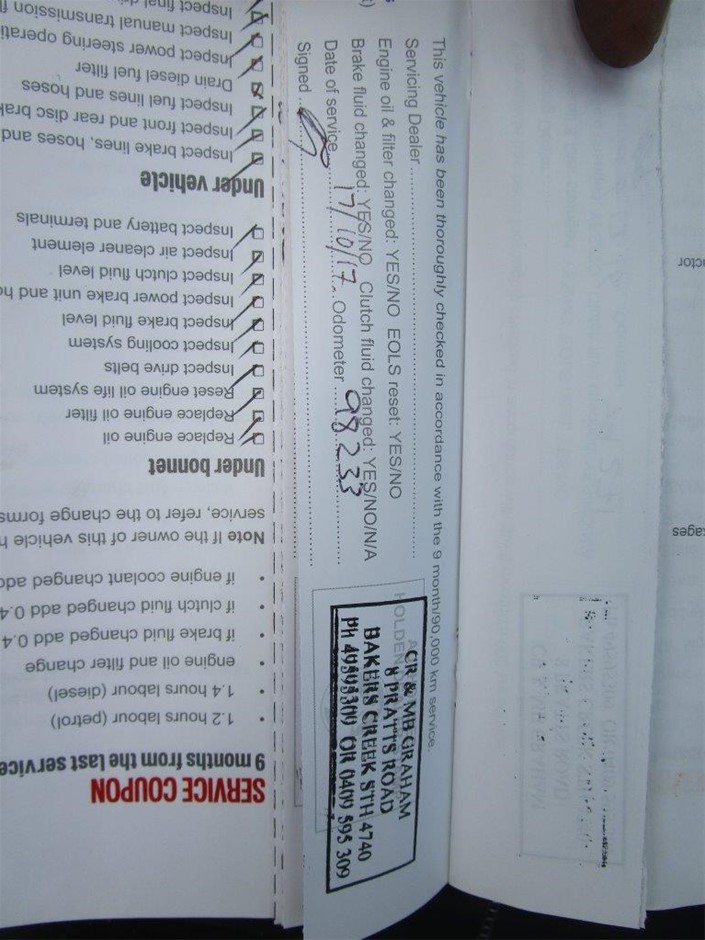 This vehicle has been thoroughly checked in accordance with the 9 month/90,000 km service.
Servicing Dealer
Engine oil & filter changed: YES/NO EOLS reset: YES/NO
Brake fluid changed: YES/NO Clutch fluid changed: YES/NO/N/A
Date of service 17/10/17 Odometer 98233
Signed
HOLDEN
CR & MB GRAHAM
8 PRATTS ROAD
BAKERS CREEK STH 4740
Ph 49595309 OR 0409 595 309
SERVICE COUPON
9 months from the last service
• 1.2 hours labour (petrol)
• 1.4 hours labour (diesel)
• engine oil and filter change
• if brake fluid changed add 0.4
• if clutch fluid changed add 0.4
• if engine coolant changed add
Note If the owner of this vehicle h
service, refer to the change forms
Under bonnet
Replace engine oil
Replace engine oil filter
Reset engine oil life system
Inspect drive belts
Inspect cooling system
Inspect brake fluid level
Inspect power brake unit and ho
Inspect clutch fluid level
Inspect air cleaner element
Inspect battery and terminals
Under vehicle
Inspect brake lines, hoses and
Inspect front and rear disc brak
Inspect fuel lines and hoses
Drain diesel fuel filter
Inspect power steering operati
Inspect manual transmission fl
Inspect final dri
ctor
kages